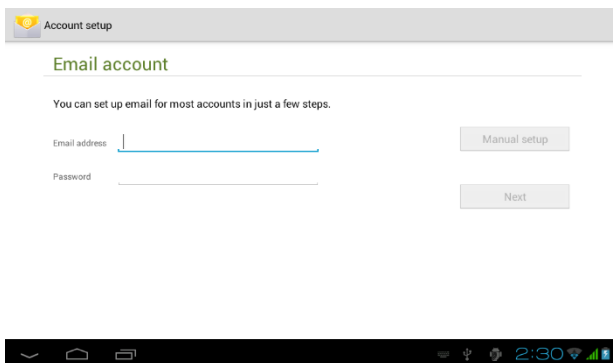 Account setup
Email account
You can set up email for most accounts in just a few steps.
Email address
Manual setup
Password
Next
2:30